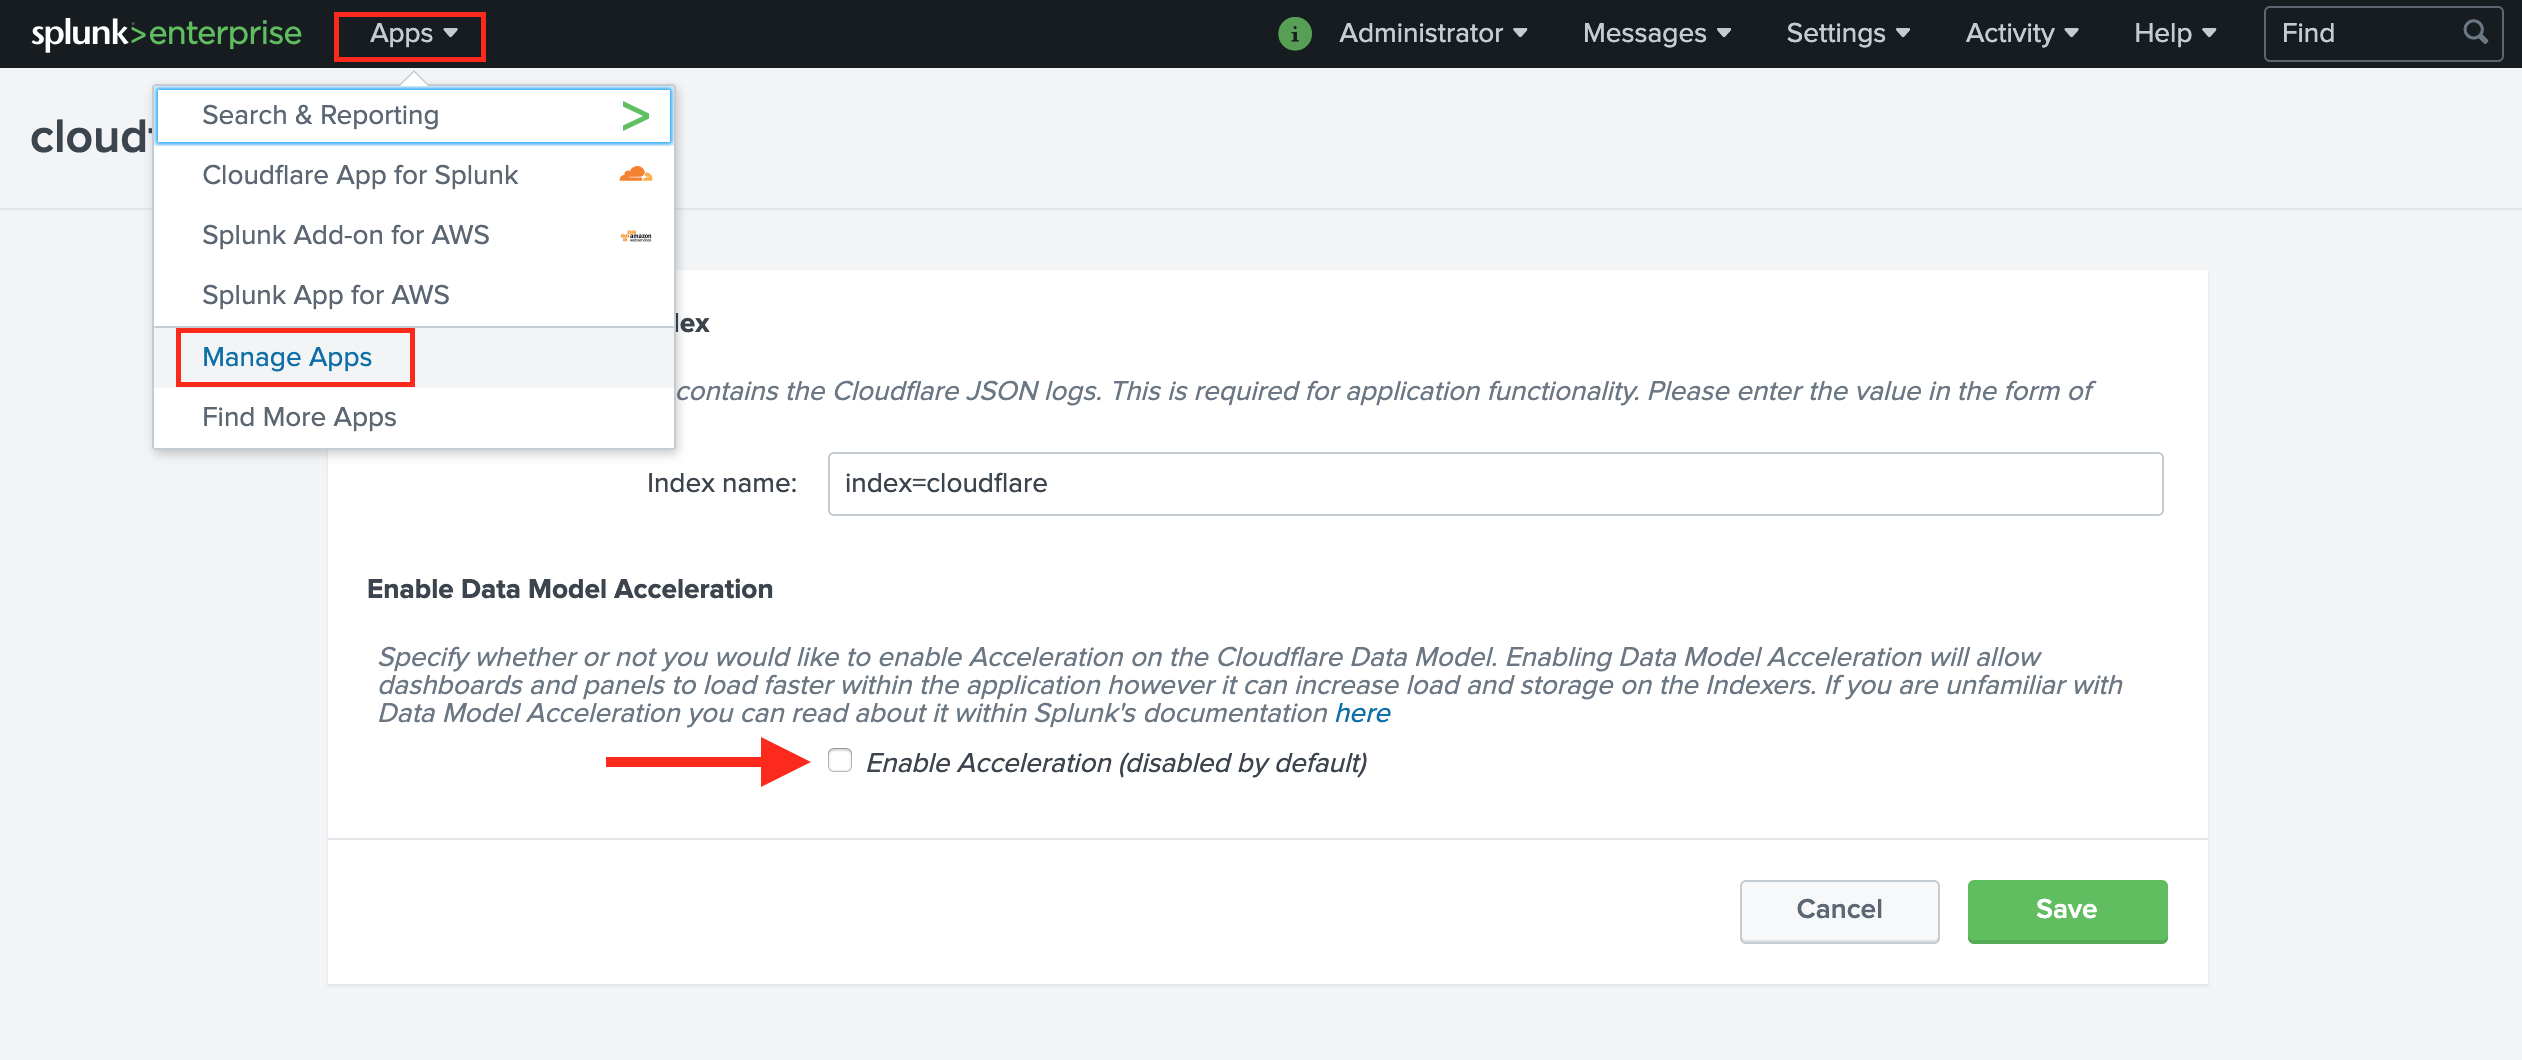 splunk>enterprise Apps Administrator Messages Settings Activity Help Find
Search & Reporting
Cloudflare App for Splunk
Splunk Add-on for AWS
amazon
Splunk App for AWS
Manage Apps
contains the Cloudflare JSON logs. This is required for application functionality. Please enter the value in the form of
Find More Apps
Index name: index=cloudflare
Enable Data Model Acceleration
Specify whether or not you would like to enable Acceleration on the Cloudflare Data Model. Enabling Data Model Acceleration will allow
dashboards and panels to load faster within the application however it can increase load and storage on the Indexers. If you are unfamiliar with
Data Model Acceleration you can read about it within Splunk's documentation here
Enable Acceleration (disabled by default)
Cancel Save